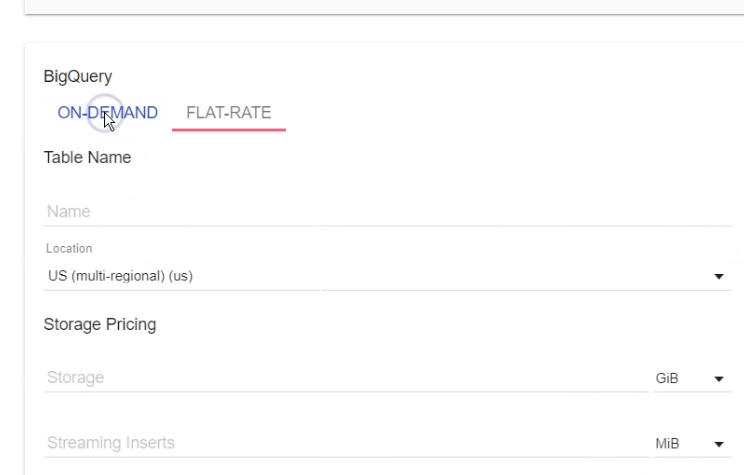 BigQuery
ON-DEMAND FLAT-RATE
Table Name
Name
Location
US (multi-regional) (us)
Storage Pricing
Storage GiB
Streaming Inserts MiB